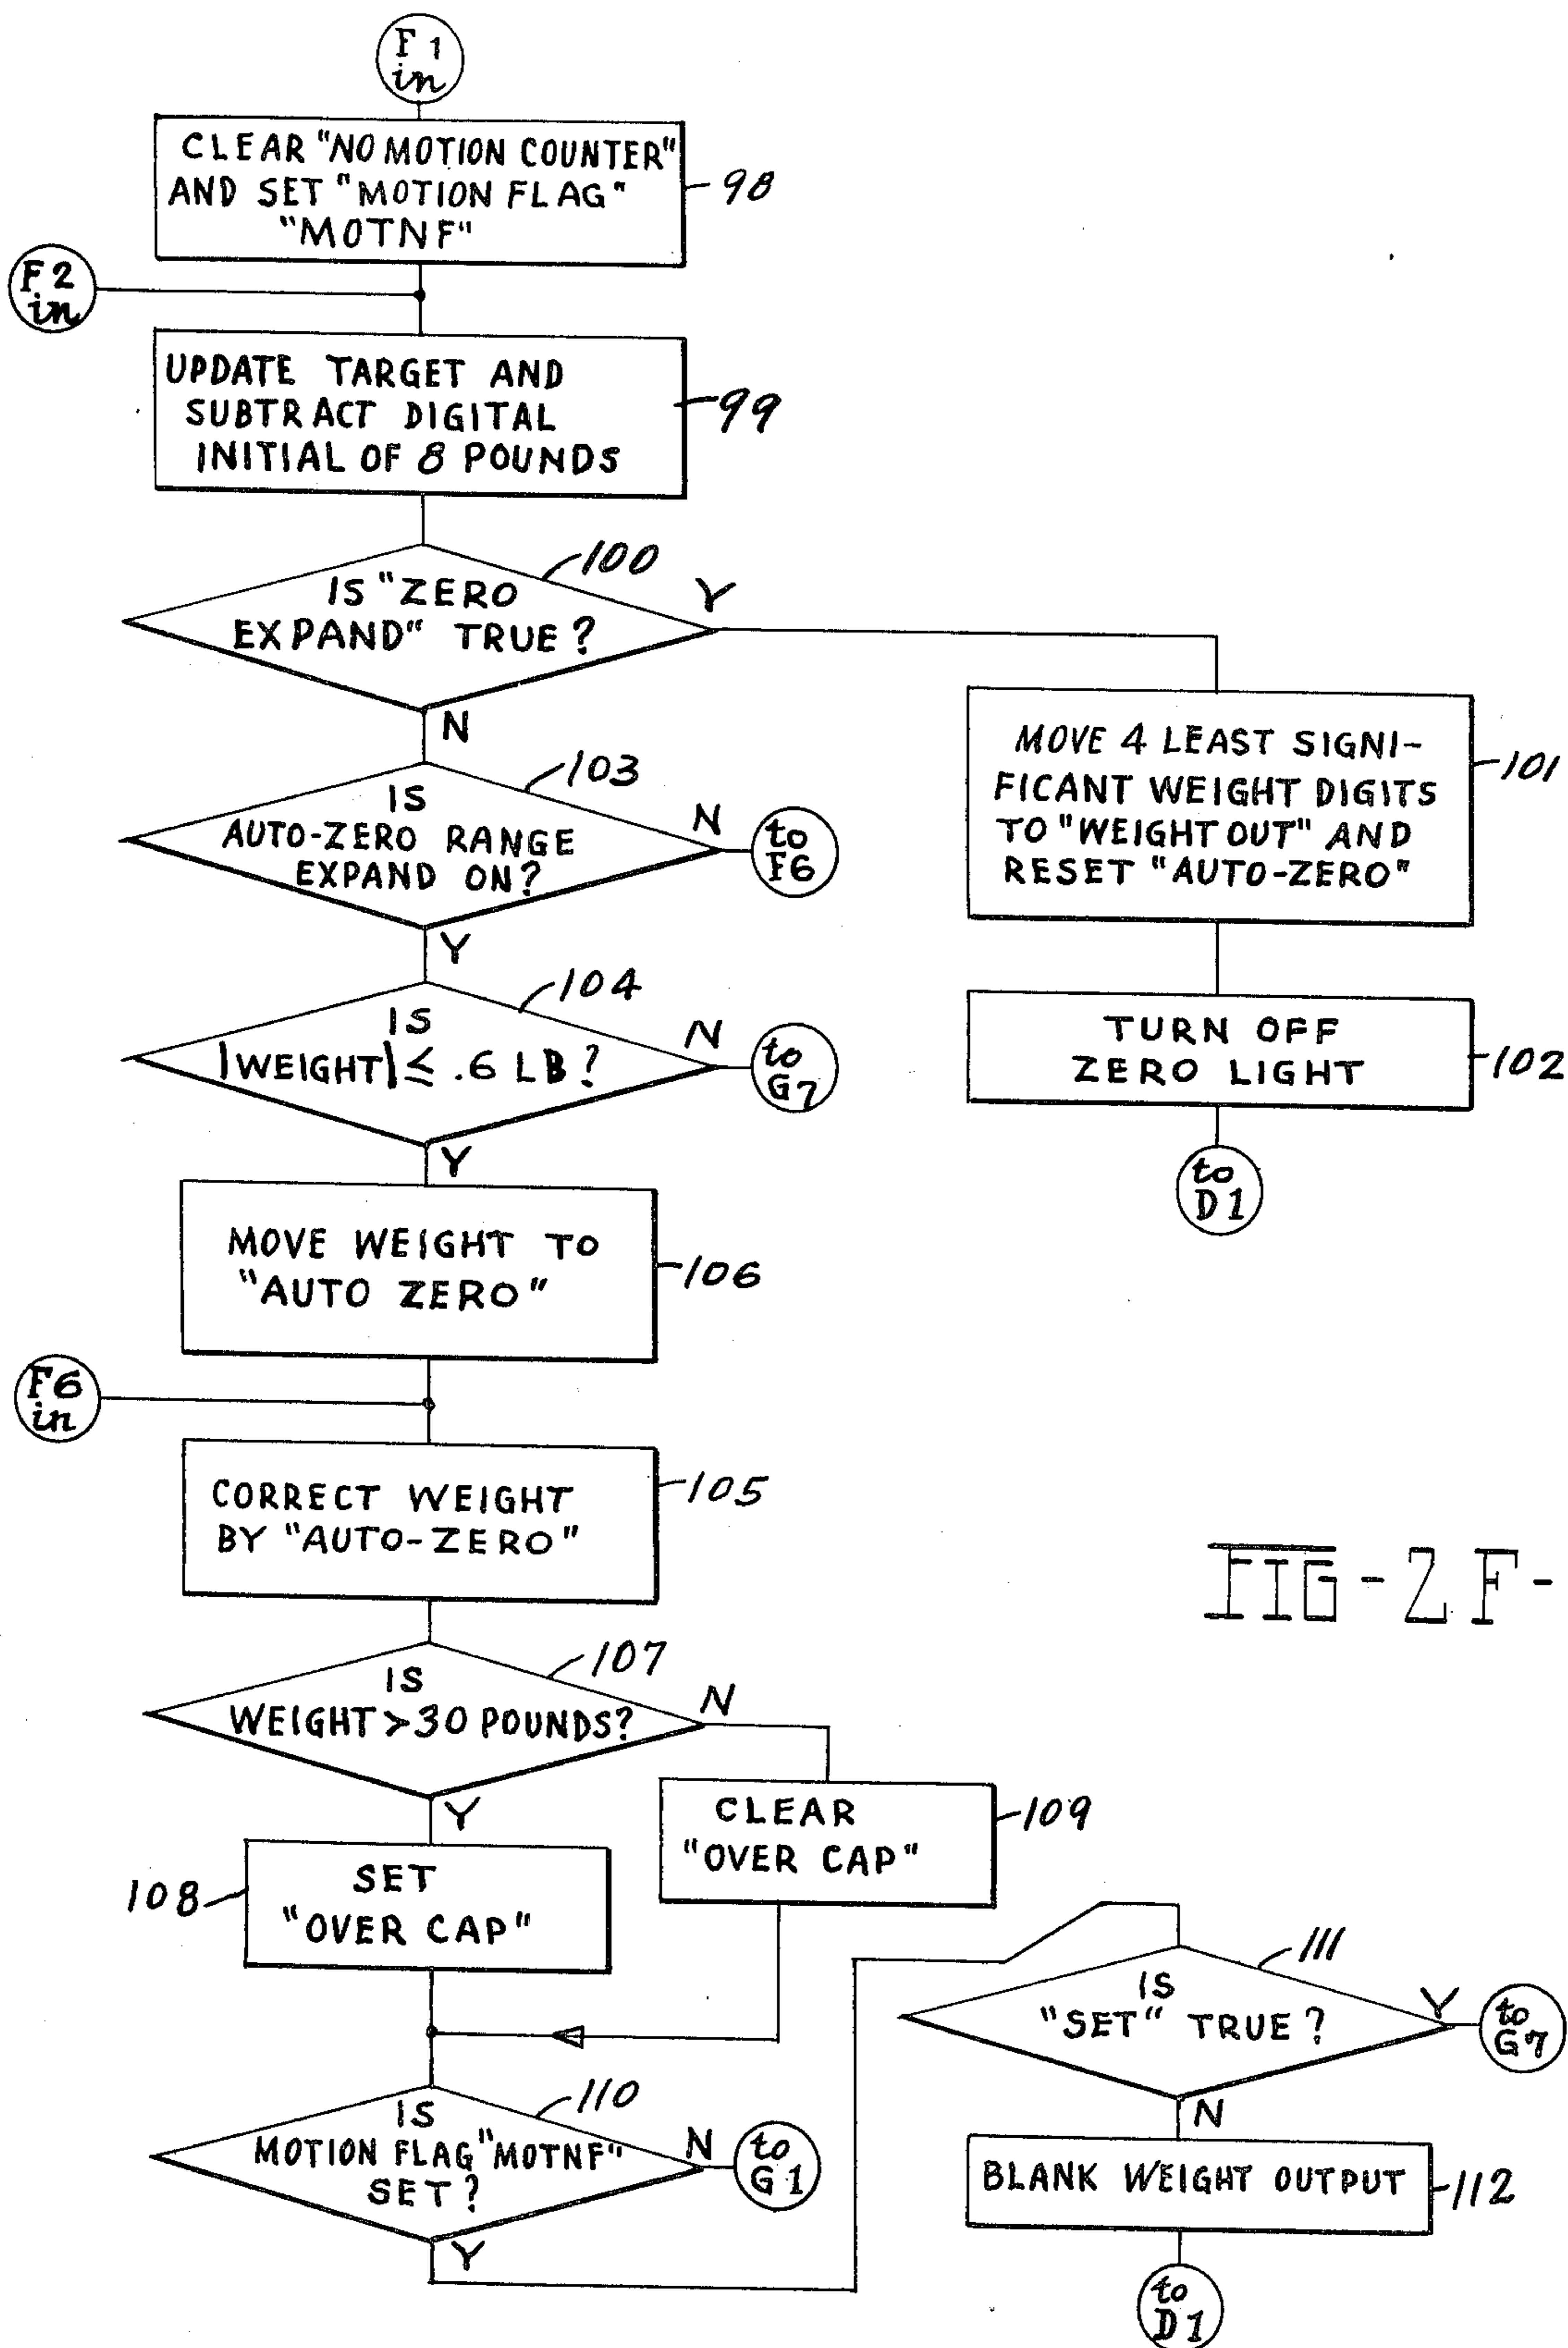 F 1
in
CLEAR "NO MOTION COUNTER"
AND SET "MOTION FLAG"
"MOTNF"
98
F 2
in
UPDATE TARGET AND
SUBTRACT DIGITAL
INITIAL OF 8 POUNDS
99
100
IS "ZERO
EXPAND" TRUE?
Y
N
MOVE 4 LEAST SIGNI-
FICANT WEIGHT DIGITS
TO "WEIGHT OUT" AND
RESET "AUTO-ZERO"
101
103
IS
AUTO-ZERO RANGE
EXPAND ON?
N
to
F6
Y
TURN OFF
ZERO LIGHT
102
to
D1
104
IS
|WEIGHT| ≤ .6 LB?
N
to
G7
Y
MOVE WEIGHT TO
"AUTO ZERO"
106
F6
in
CORRECT WEIGHT
BY "AUTO-ZERO"
105
FIG-2F-
107
IS
WEIGHT > 30 POUNDS?
N
Y
CLEAR
"OVER CAP"
109
108
SET
"OVER CAP"
111
IS
"SET" TRUE?
Y
to
G7
N
110
IS
MOTION FLAG "MOTNF"
SET?
N
to
G1
Y
BLANK WEIGHT OUTPUT
112
to
D1